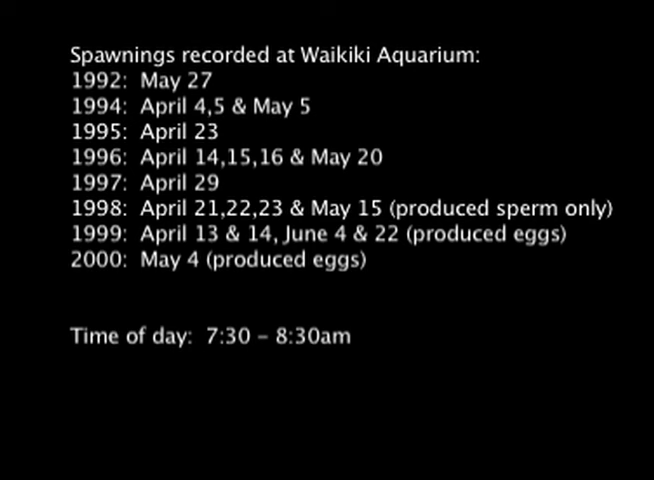 Spawnings recorded at Waikiki Aquarium:
1992: May 27
1994: April 4,5 & May 5
1995: April 23
1996: April 14,15,16 & May 20
1997: April 29
1998: April 21,22,23 & May 15 (produced sperm only)
1999: April 13 & 14, June 4 & 22 (produced eggs)
2000: May 4 (produced eggs)
Time of day: 7:30 – 8:30am